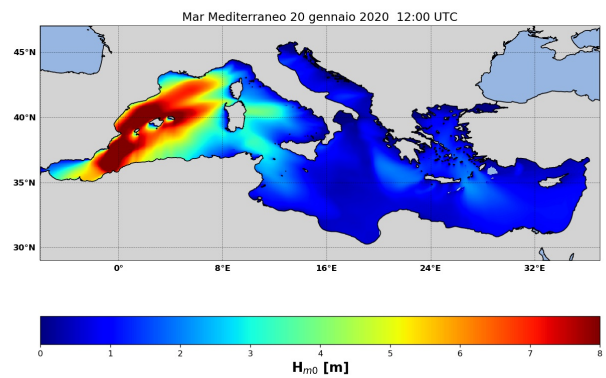 Mar Mediterraneo 20 gennaio 2020  12:00 UTC
45°N
40°N
35°N
30°N
0° 8°E 16°E 24°E 32°E
0 1 2 3 4 5 6 7 8
Hm0 [m]